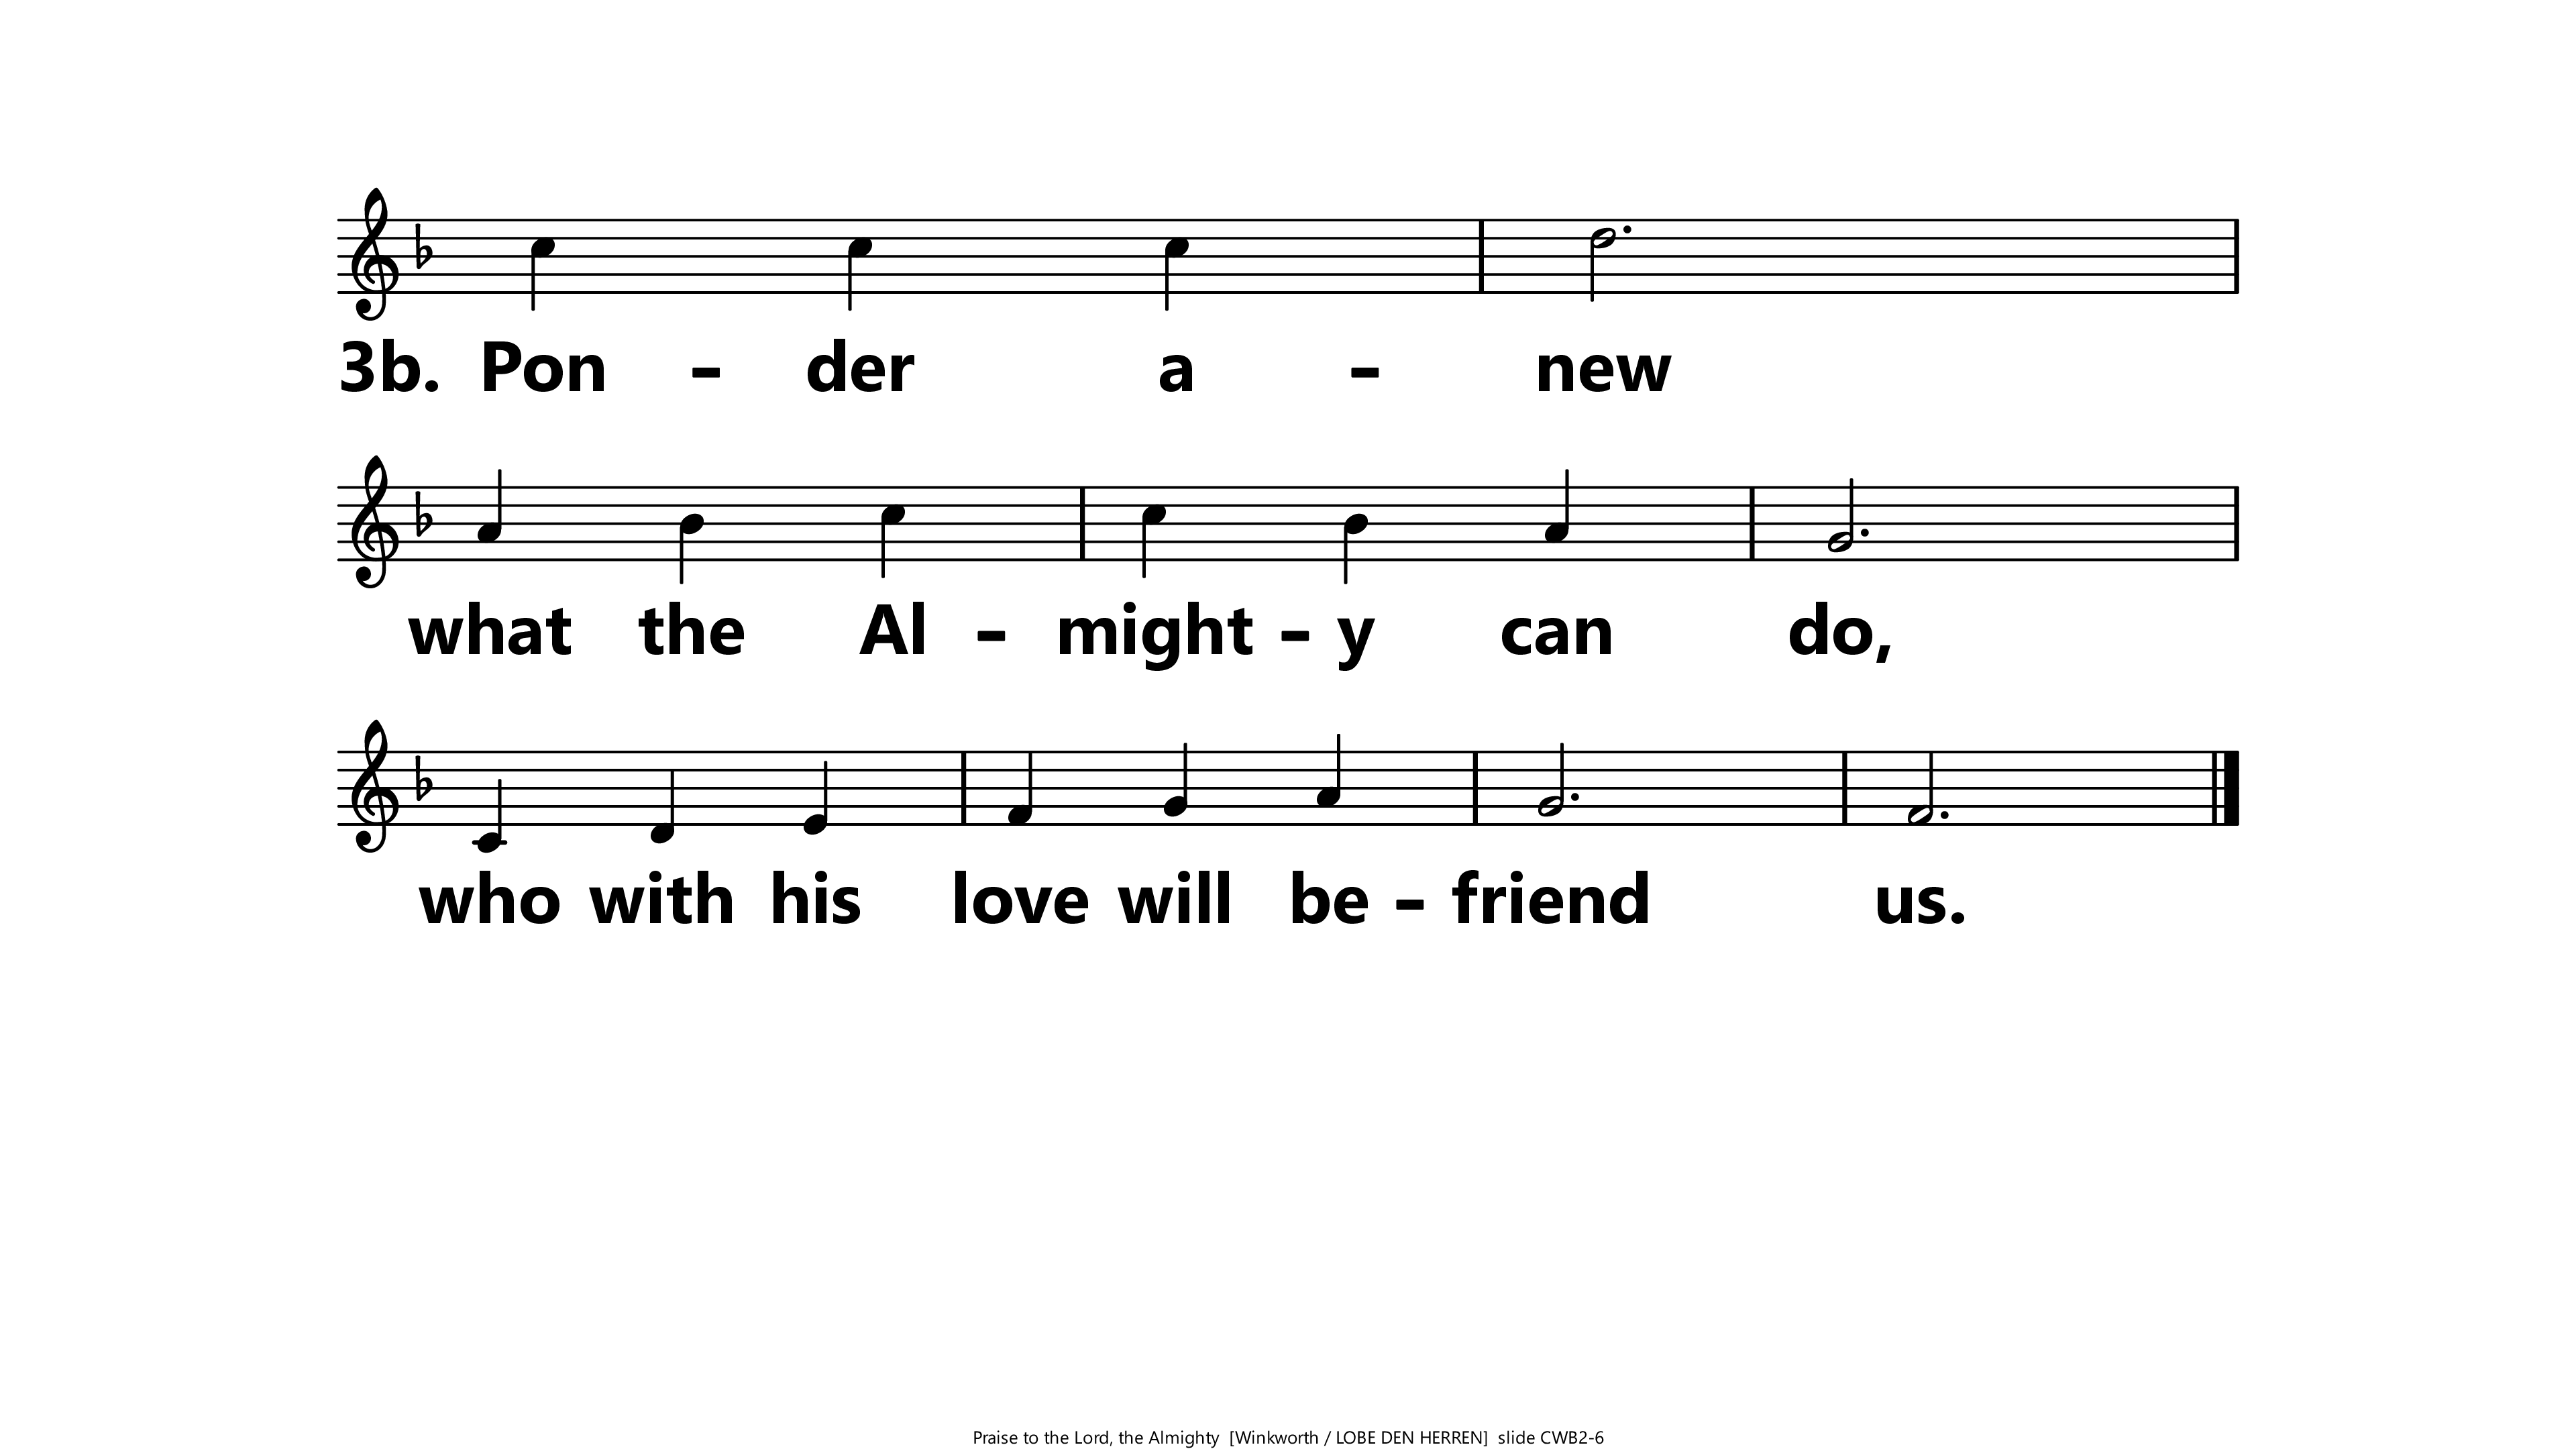 3b. Pon - der a - new
what the Al - might - y can do,
who with his love will be - friend us.
Praise to the Lord, the Almighty [Winkworth / LOBE DEN HERREN] slide CWB2-6